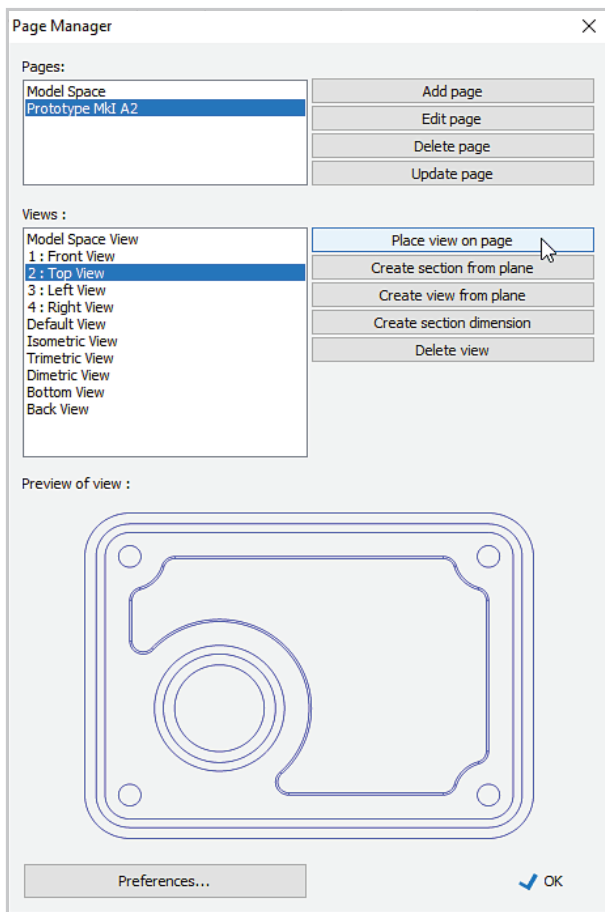 Page Manager
Pages:
Model Space
Prototype MkI A2
Add page
Edit page
Delete page
Update page
Views :
Model Space View
1 : Front View
2 : Top View
3 : Left View
4 : Right View
Default View
Isometric View
Trimetric View
Dimetric View
Bottom View
Back View
Place view on page
Create section from plane
Create view from plane
Create section dimension
Delete view
Preview of view :
Preferences...
OK